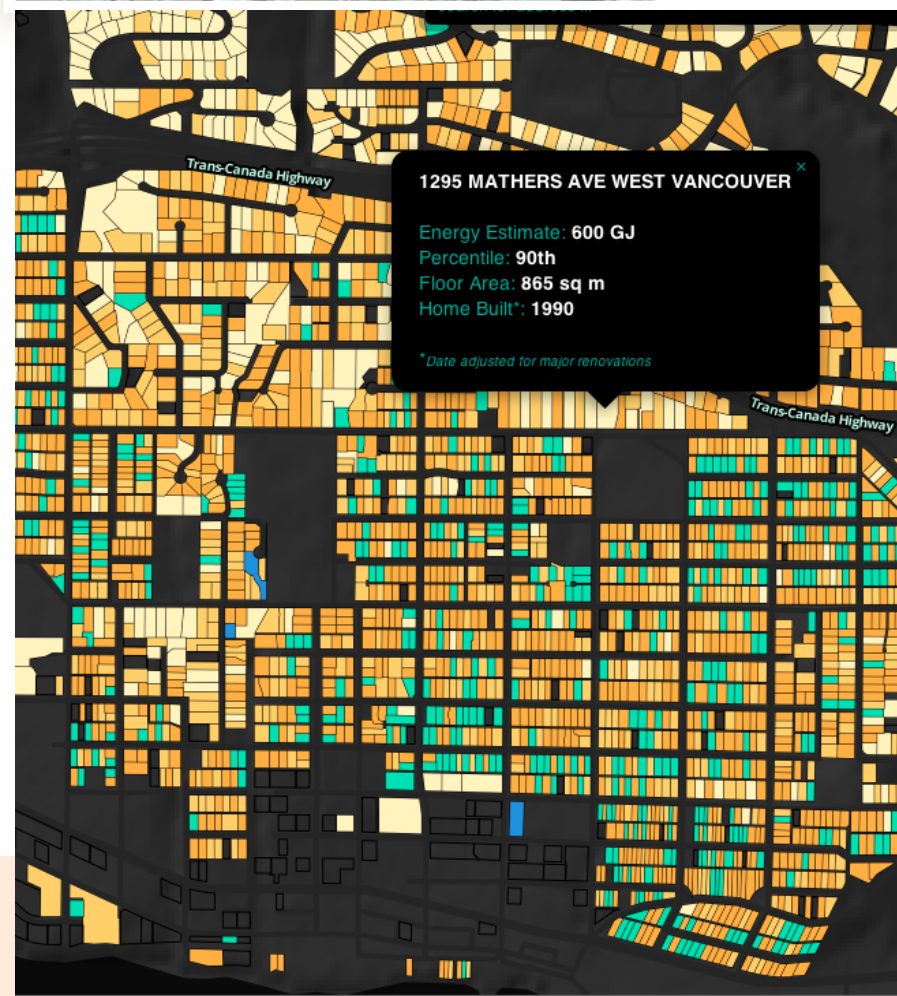 Trans-Canada Highway
×
1295 MATHERS AVE WEST VANCOUVER
Energy Estimate: 600 GJ
Percentile: 90th
Floor Area: 865 sq m
Home Built*: 1990
*Date adjusted for major renovations
Trans-Canada Highway